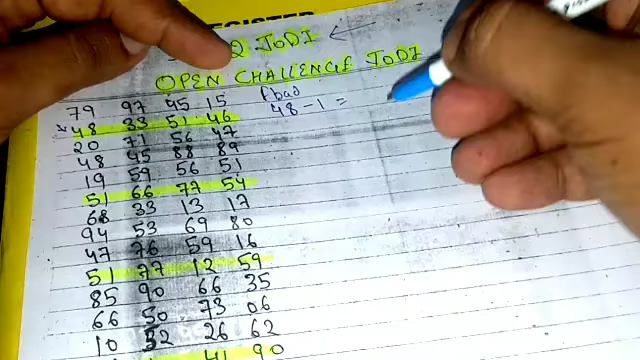 REGISTER
JODI
OPEN CHALLENGE JODI
79 97 95 15
48 33 51 46
20 71 56 47
48 45 88 89
19 59 56 51
51 66 77 54
68 33 13 17
94 53 69 80
47 76 59 16
51 77 12 59
85 90 66 35
66 50 73 06
10 52 26 62
41 90
Fbad
48-1=